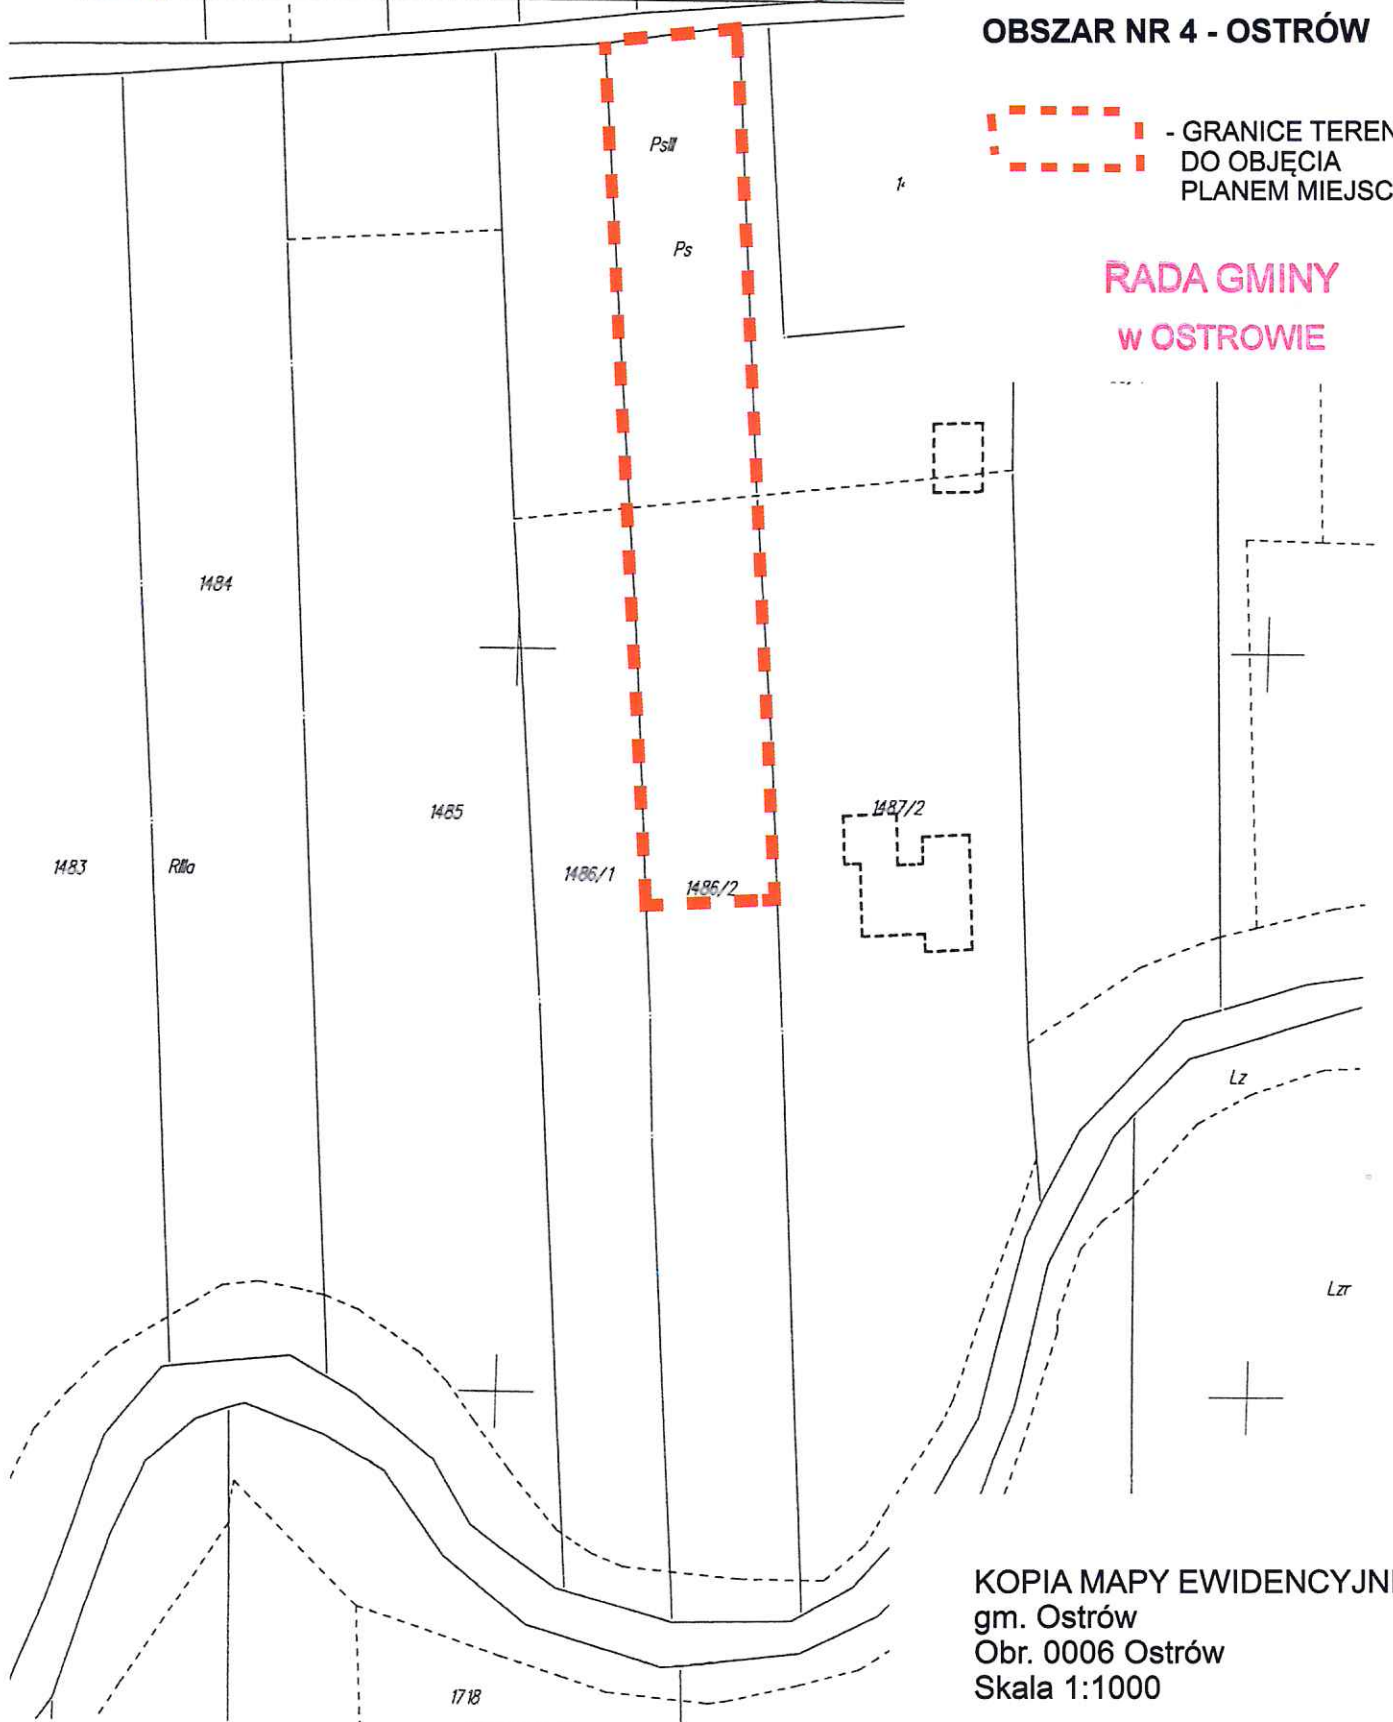 OBSZAR NR 4 - OSTRÓW
- GRANICE TEREN
DO OBJĘCIA
PLANEM MIEJSC
RADA GMINY
w OSTROWIE
PsIII
Ps
1484
1485
1487/2
1483
RIIIa
1486/1
1486/2
Lz
Lzr
1718
KOPIA MAPY EWIDENCYJN
gm. Ostrów
Obr. 0006 Ostrów
Skala 1:1000